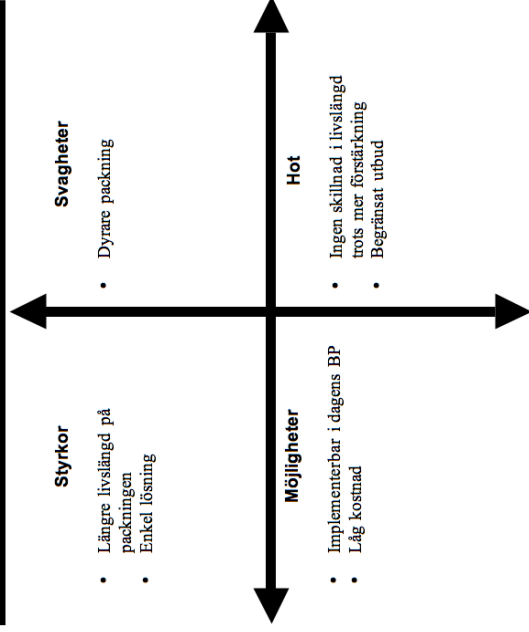 Styrkor
• Längre livslängd på
packningen
• Enkel lösning
Svagheter
• Dyrare packning
Möjligheter
• Implementerbar i dagens BP
• Låg kostnad
Hot
• Ingen skillnad i livslängd
trots mer förstärkning
• Begränsat utbud